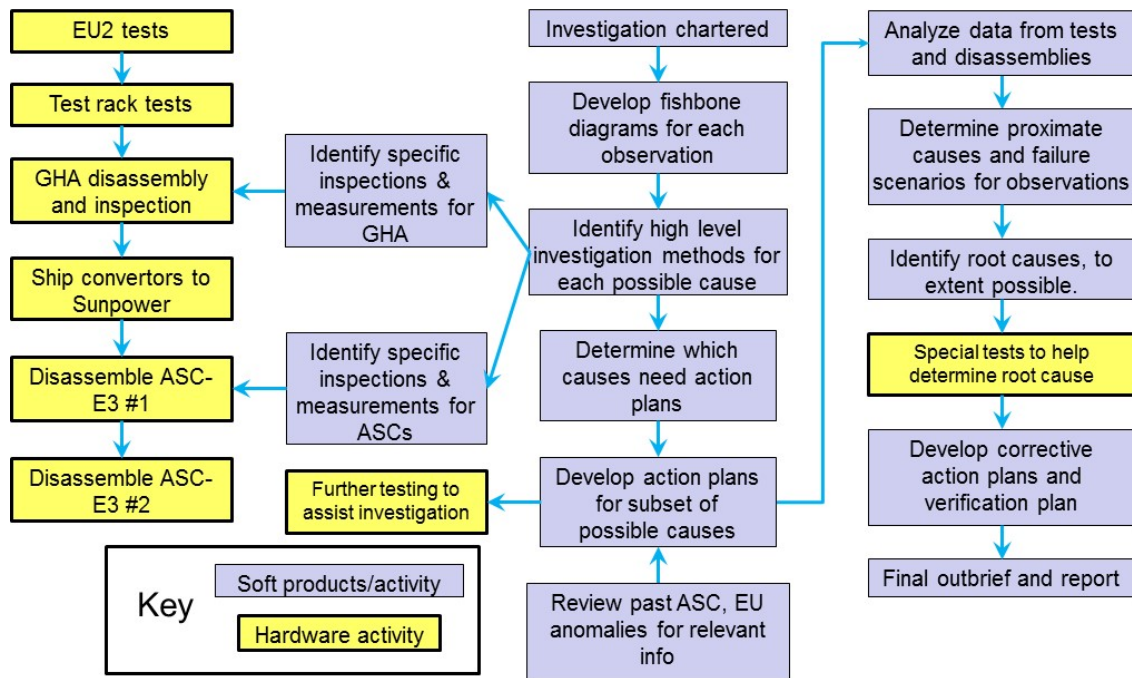 EU2 tests
Test rack tests
GHA disassembly
and inspection
Ship convertors to
Sunpower
Disassemble ASC-
E3 #1
Disassemble ASC-
E3 #2
Identify specific
inspections &
measurements for
GHA
Identify specific
inspections &
measurements for
ASCs
Further testing to
assist investigation
Investigation chartered
Develop fishbone
diagrams for each
observation
Identify high level
investigation methods for
each possible cause
Determine which
causes need action
plans
Develop action plans
for subset of
possible causes
Review past ASC, EU
anomalies for relevant
info
Analyze data from tests
and disassemblies
Determine proximate
causes and failure
scenarios for observations
Identify root causes, to
extent possible.
Special tests to help
determine root cause
Develop corrective
action plans and
verification plan
Final outbrief and report
Key
Soft products/activity
Hardware activity